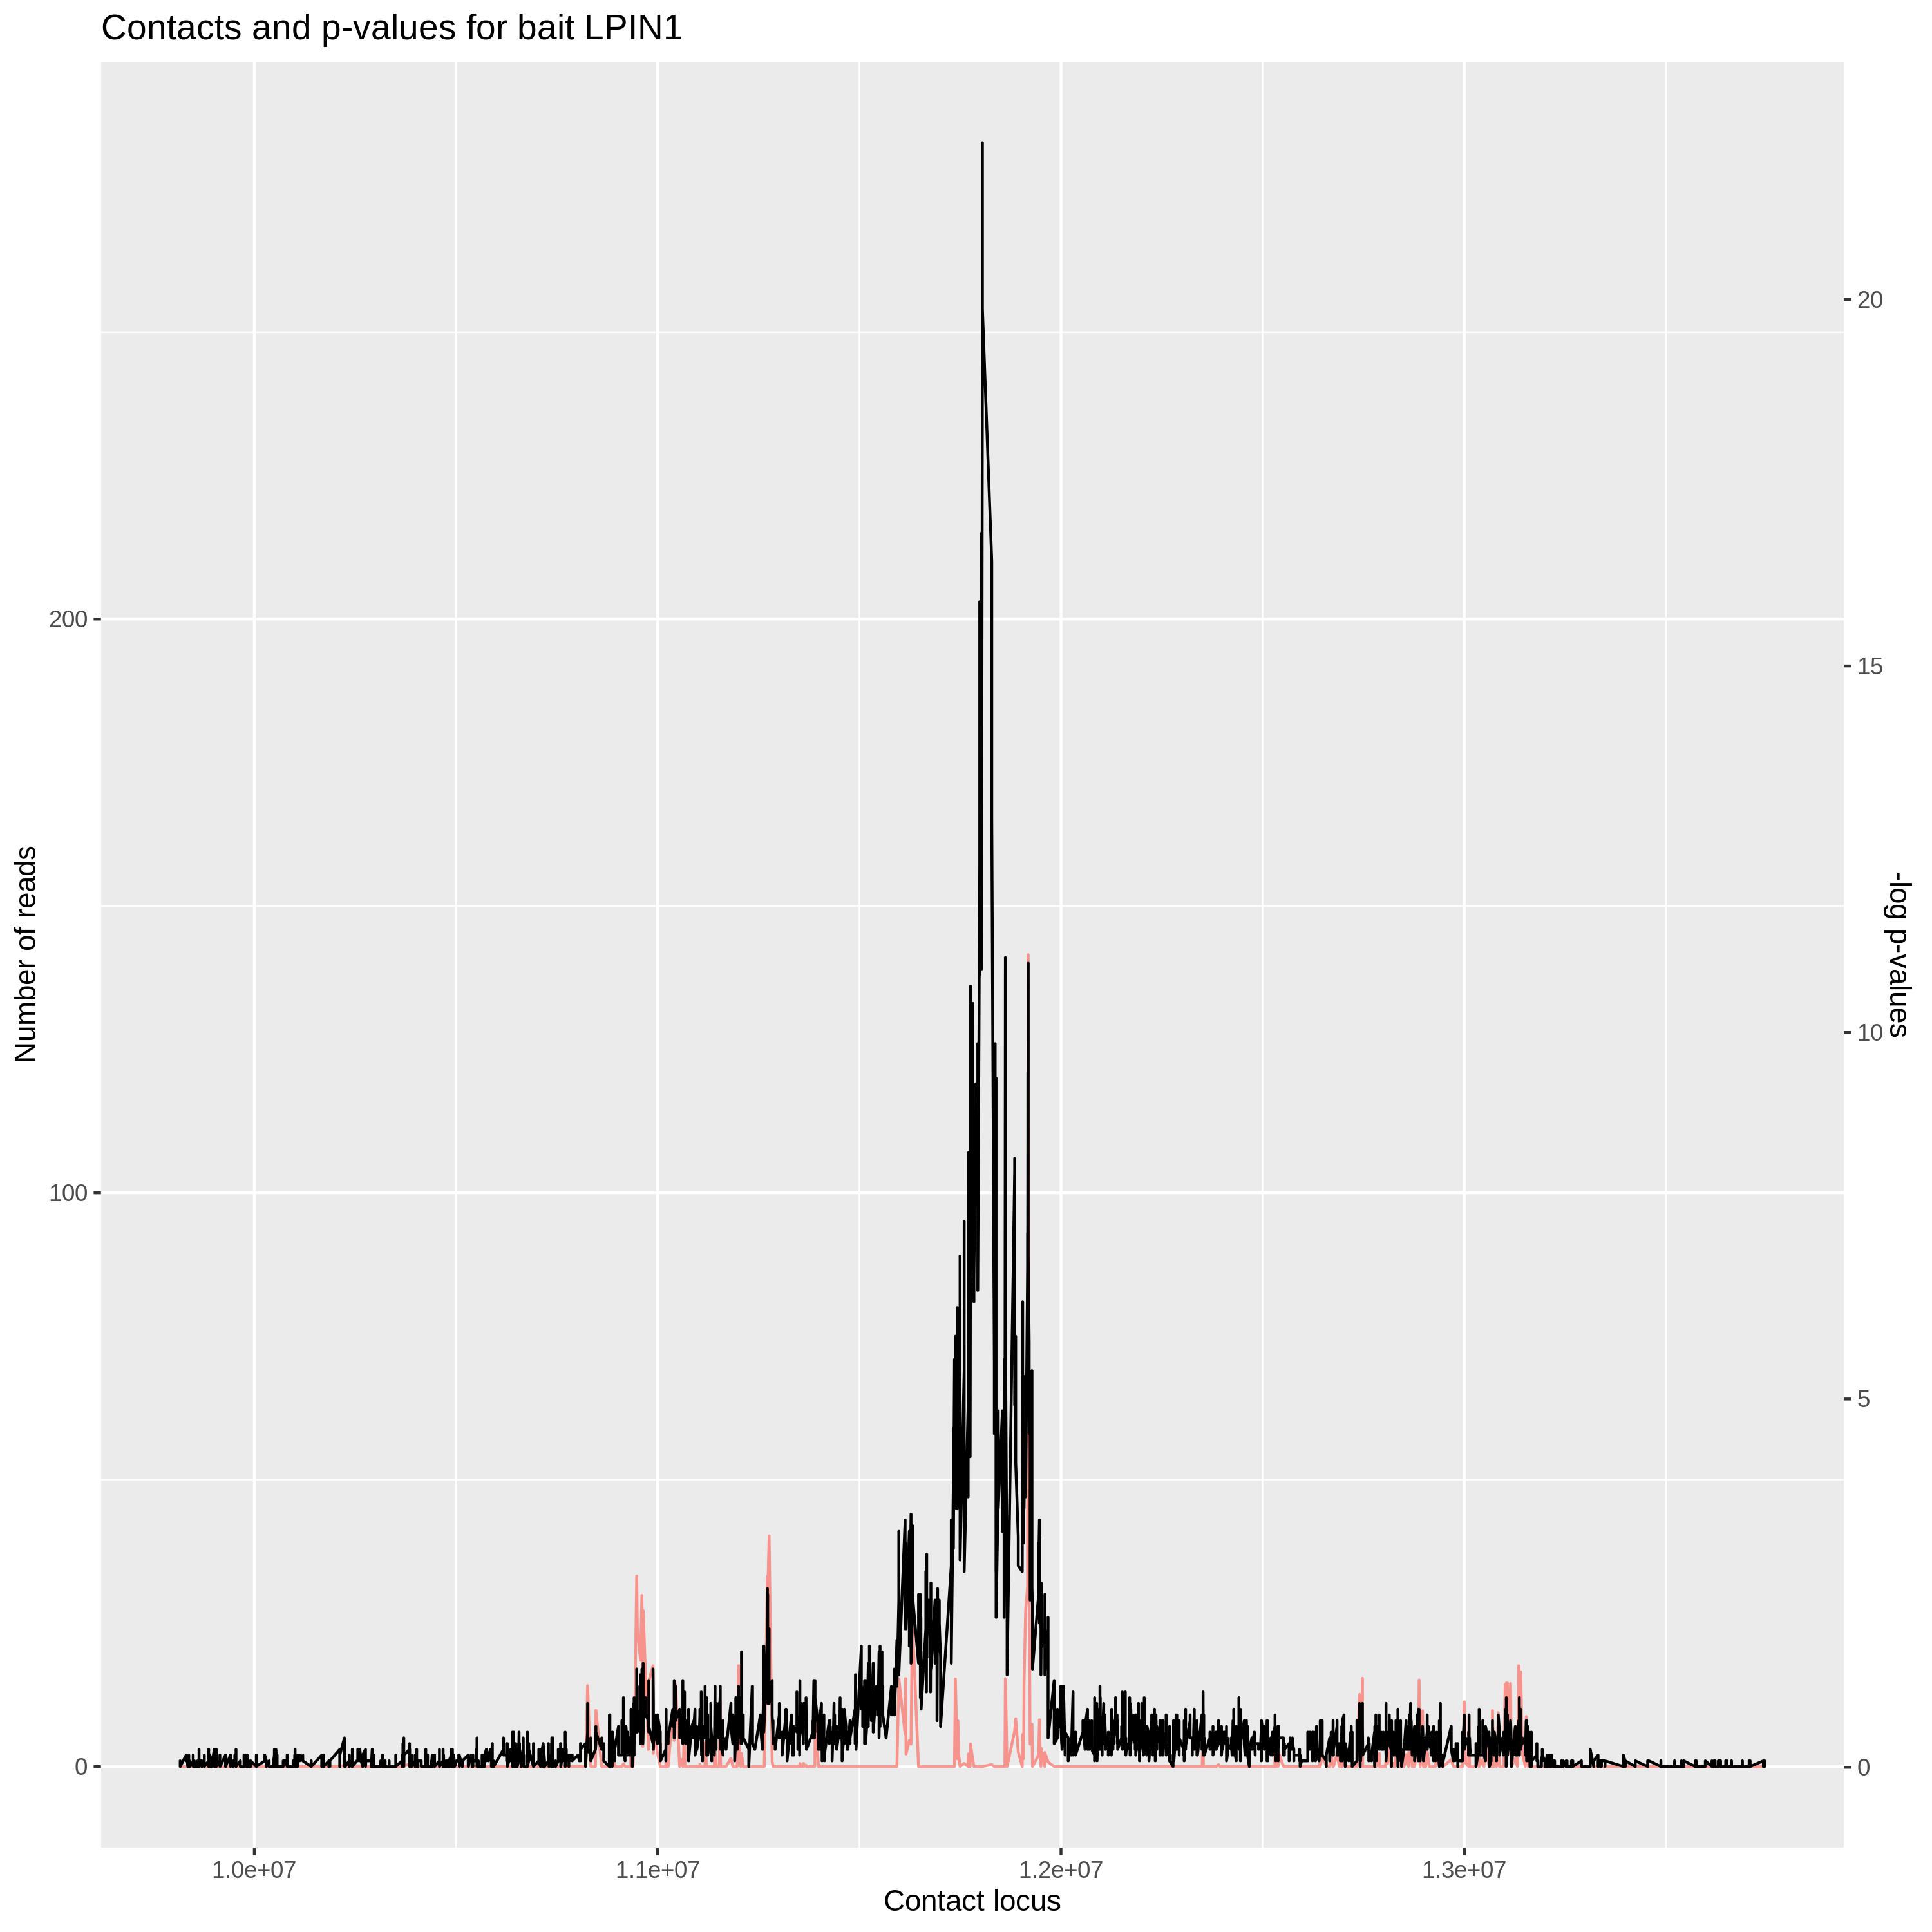 Contacts and p-values for bait LPIN1
Number of reads
200
100
0
20
15
10
5
0
-log p-values
1.0e+07
1.1e+07
1.2e+07
1.3e+07
Contact locus